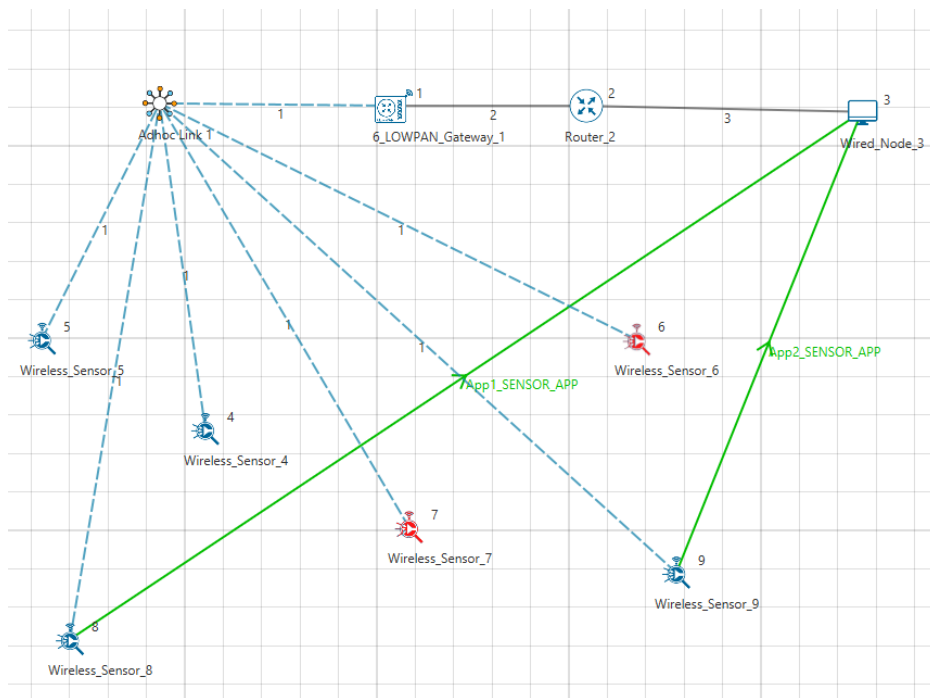 1
2
3
Adhoc Link 1
1
6_LOWPAN_Gateway_1
2
Router_2
3
Wired_Node_3
1
1
1
5
Wireless_Sensor_5
1
1
1
6
Wireless_Sensor_6
App2_SENSOR_APP
App1_SENSOR_APP
4
Wireless_Sensor_4
7
Wireless_Sensor_7
9
Wireless_Sensor_9
8
Wireless_Sensor_8